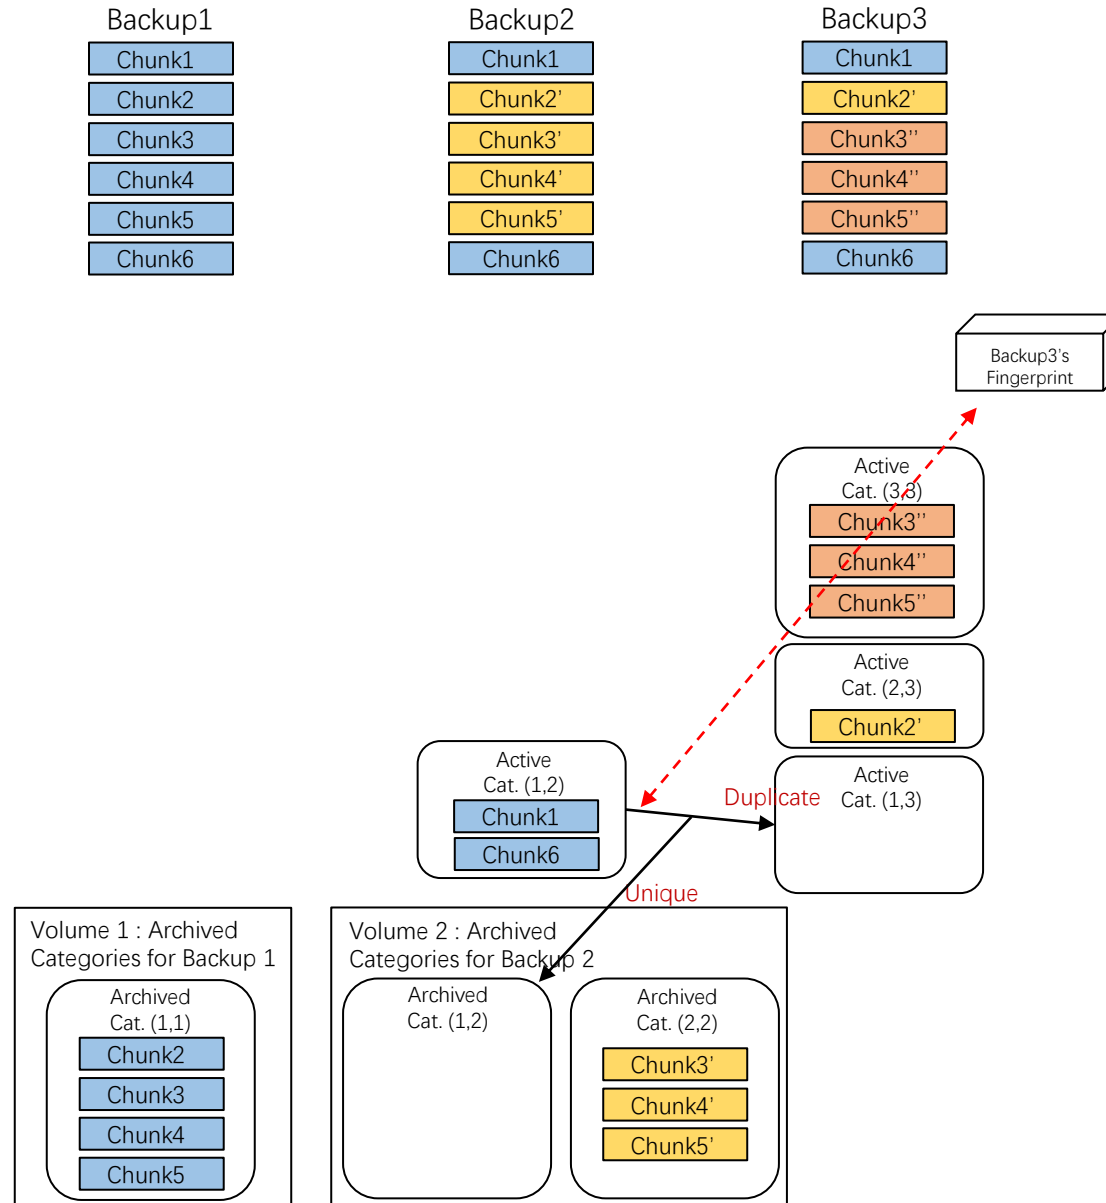 Backup1
Chunk1
Chunk2
Chunk3
Chunk4
Chunk5
Chunk6
Backup2
Chunk1
Chunk2'
Chunk3'
Chunk4'
Chunk5'
Chunk6
Backup3
Chunk1
Chunk2'
Chunk3''
Chunk4''
Chunk5''
Chunk6
Backup3's
Fingerprint
Active
Cat. (3,3)
Chunk3''
Chunk4''
Chunk5''
Active
Cat. (2,3)
Chunk2'
Active
Cat. (1,2)
Chunk1
Chunk6
Duplicate
Active
Cat. (1,3)
Unique
Volume 1 : Archived
Categories for Backup 1
Archived
Cat. (1,1)
Chunk2
Chunk3
Chunk4
Chunk5
Volume 2 : Archived
Categories for Backup 2
Archived
Cat. (1,2)
Archived
Cat. (2,2)
Chunk3'
Chunk4'
Chunk5'